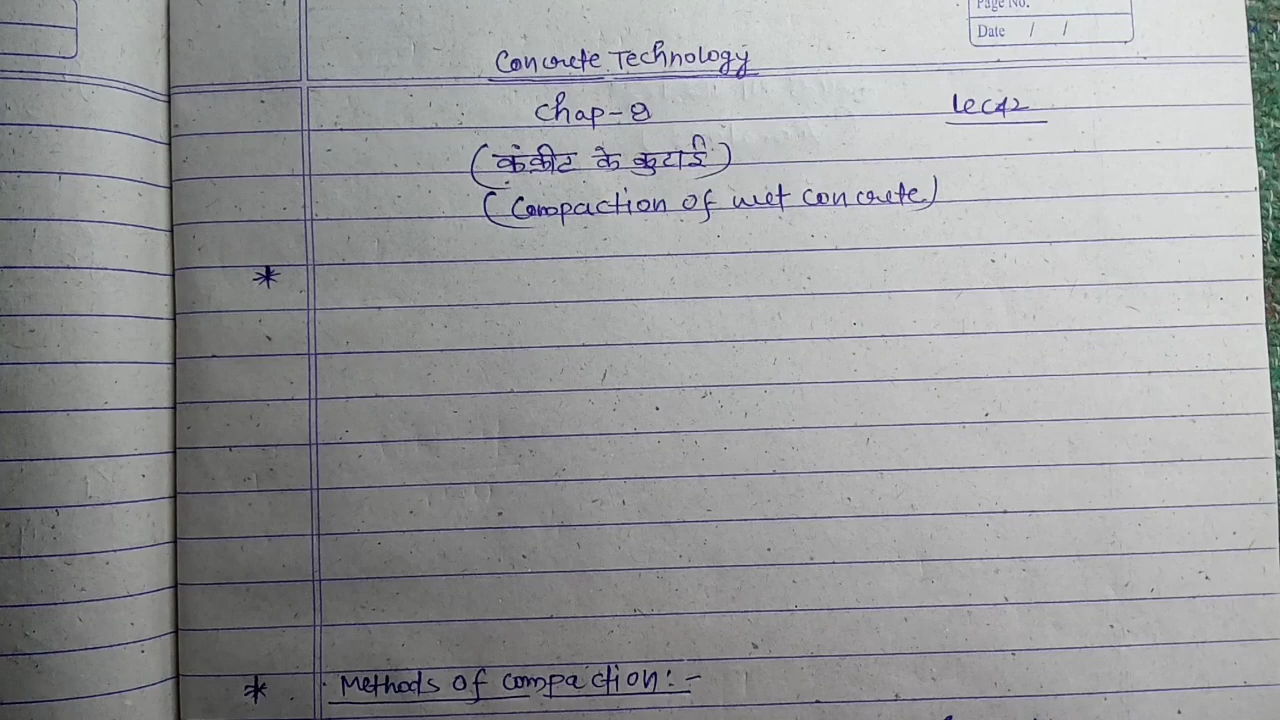 Page No.
Date / /
Concrete Technology
Chap-8
Lec42
(कंक्रीट के कुटाई)
(Compaction of wet concrete)
*
* Methods of compaction:-